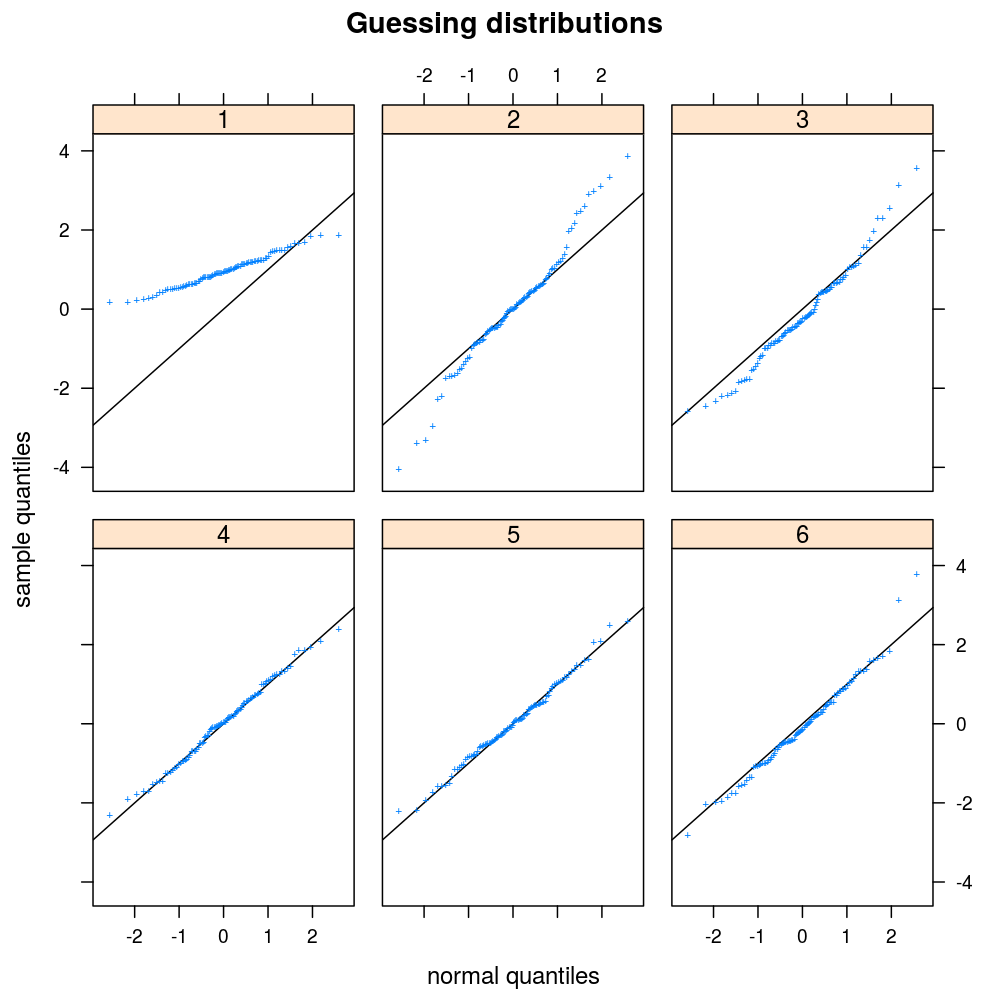 Guessing distributions
-2 -1 0 1 2
1 2 3
4
2
0
-2
-4
sample quantiles
4 5 6
4
2
0
-2
-4
-2 -1 0 1 2 -2 -1 0 1 2
normal quantiles